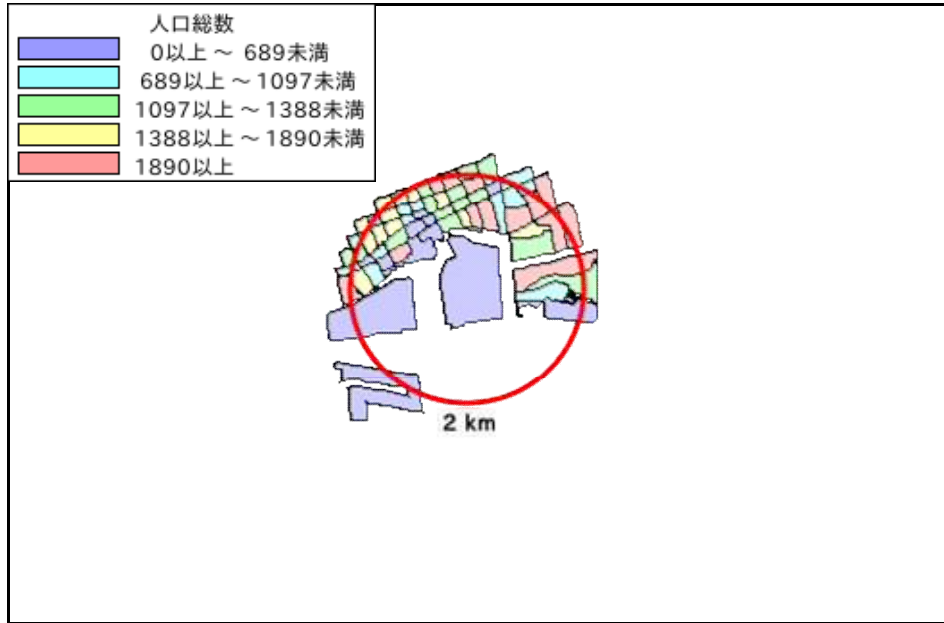 人口総数
0以上 ~ 689未満
689以上 ~ 1097未満
1097以上 ~ 1388未満
1388以上 ~ 1890未満
1890以上
2 km